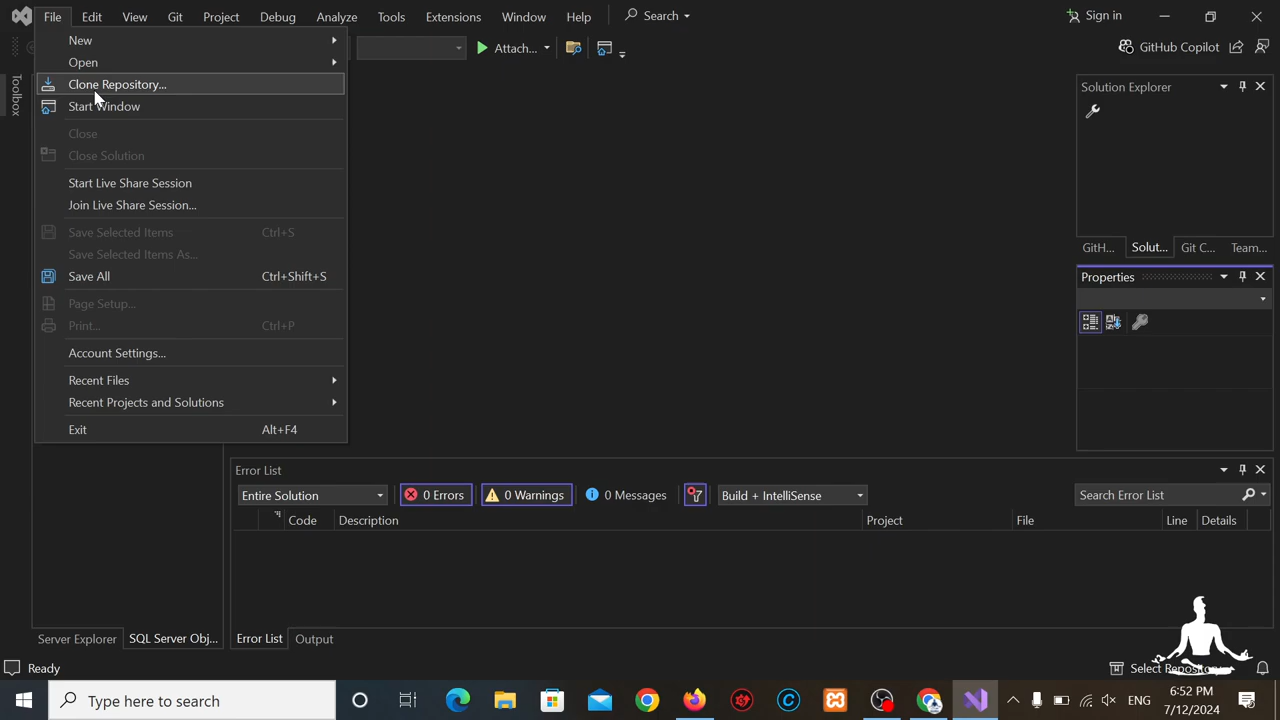 File Edit View Git Project Debug Analyze Tools Extensions Window Help Search Sign in
Attach... GitHub Copilot
Toolbox
New
Open
Clone Repository...
Start Window
Close
Close Solution
Start Live Share Session
Join Live Share Session...
Save Selected Items Ctrl+S
Save Selected Items As...
Save All Ctrl+Shift+S
Page Setup...
Print... Ctrl+P
Account Settings...
Recent Files
Recent Projects and Solutions
Exit Alt+F4
Solution Explorer
GitH... Solut... Git C... Team...
Properties
Error List
Entire Solution 0 Errors 0 Warnings 0 Messages Build + IntelliSense Search Error List
Code Description Project File Line Details
Server Explorer SQL Server Obj... Error List Output
Ready Select Repository
Type here to search ENG 6:52 PM
7/12/2024